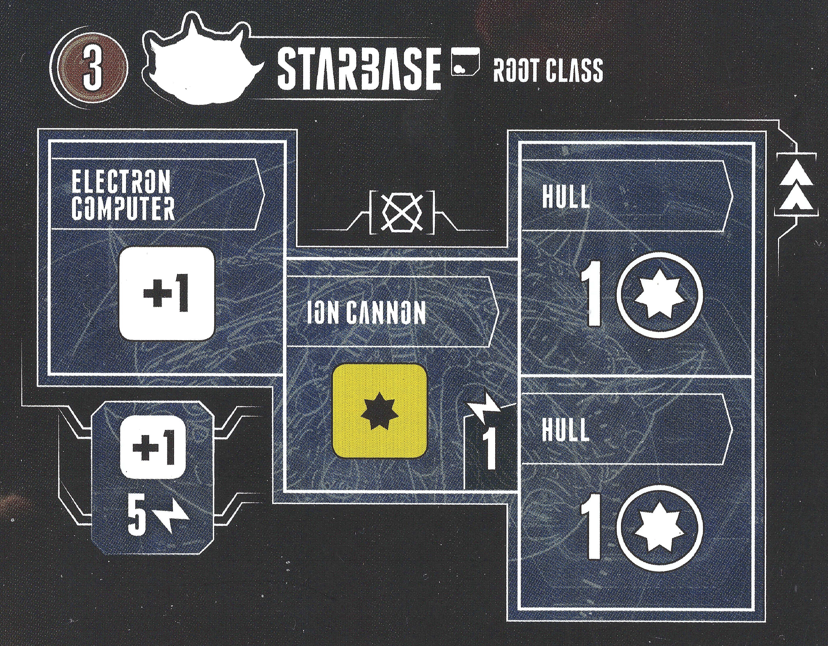 3
STARBASE
ROOT CLASS
ELECTRON
COMPUTER
+1
ION CANNON
1
HULL
1
HULL
1
+1
5